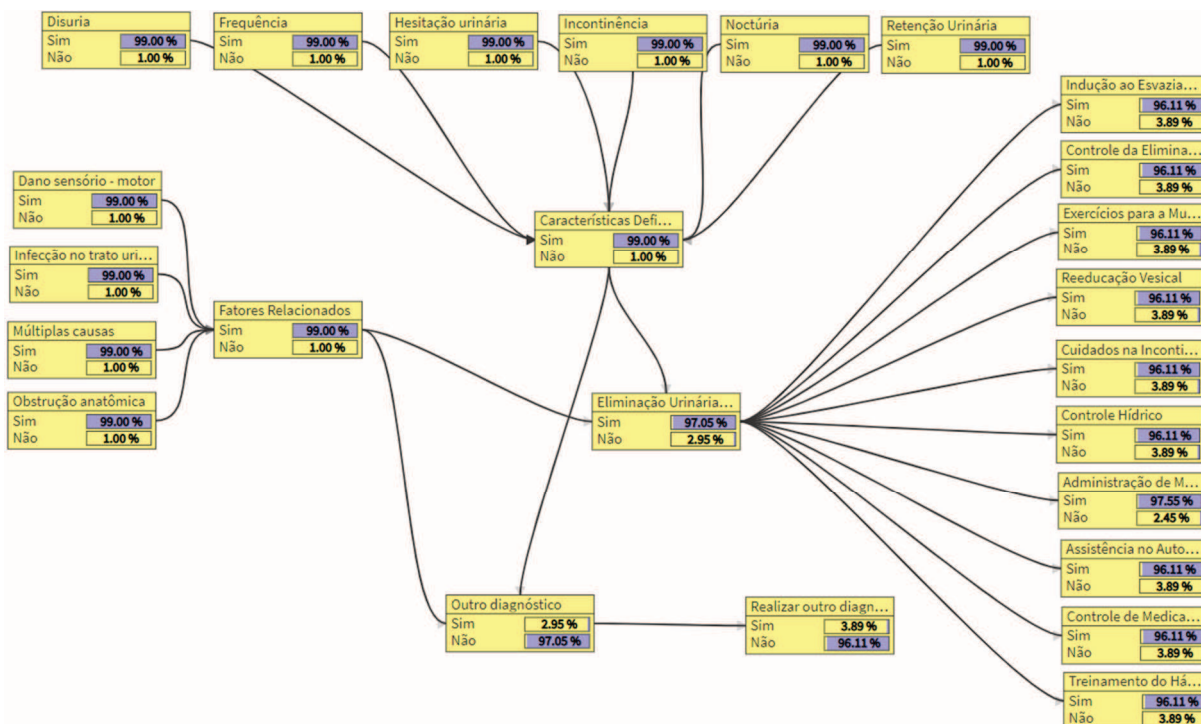 Disuria
Sim 99.00 %
Não 1.00 %
Frequência
Sim 99.00 %
Não 1.00 %
Hesitação urinária
Sim 99.00 %
Não 1.00 %
Incontinência
Sim 99.00 %
Não 1.00 %
Noctúria
Sim 99.00 %
Não 1.00 %
Retenção Urinária
Sim 99.00 %
Não 1.00 %
Dano sensório - motor
Sim 99.00 %
Não 1.00 %
Infecção no trato uri...
Sim 99.00 %
Não 1.00 %
Múltiplas causas
Sim 99.00 %
Não 1.00 %
Obstrução anatômica
Sim 99.00 %
Não 1.00 %
Fatores Relacionados
Sim 99.00 %
Não 1.00 %
Características Defi...
Sim 99.00 %
Não 1.00 %
Eliminação Urinária...
Sim 97.05 %
Não 2.95 %
Outro diagnóstico
Sim 2.95 %
Não 97.05 %
Realizar outro diagn...
Sim 3.89 %
Não 96.11 %
Indução ao Esvazia...
Sim 96.11 %
Não 3.89 %
Controle da Elimina...
Sim 96.11 %
Não 3.89 %
Exercícios para a Mu...
Sim 96.11 %
Não 3.89 %
Reeducação Vesical
Sim 96.11 %
Não 3.89 %
Cuidados na Inconti...
Sim 96.11 %
Não 3.89 %
Controle Hídrico
Sim 96.11 %
Não 3.89 %
Administração de M...
Sim 97.55 %
Não 2.45 %
Assistência no Auto...
Sim 96.11 %
Não 3.89 %
Controle de Medica...
Sim 96.11 %
Não 3.89 %
Treinamento do Há...
Sim 96.11 %
Não 3.89 %